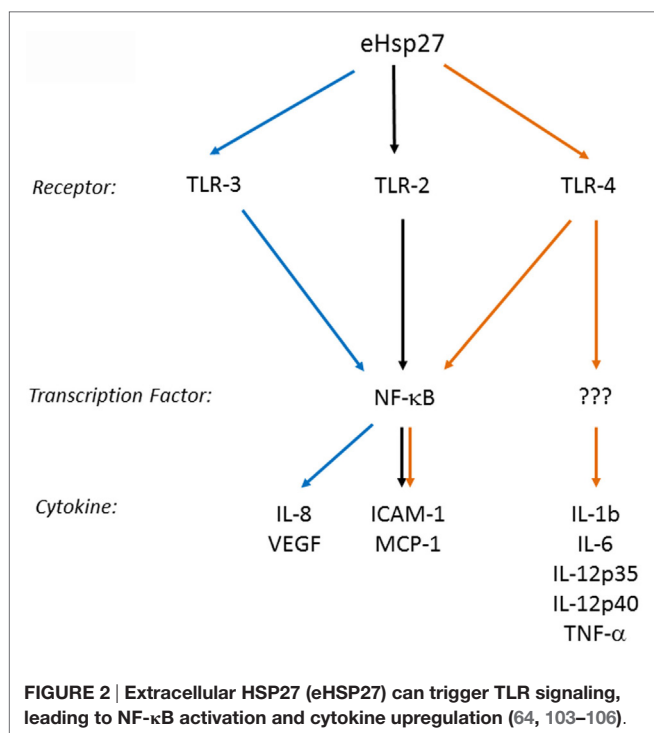 eHsp27
Receptor: TLR-3 TLR-2 TLR-4
Transcription Factor: NF-κB ???
Cytokine: IL-8 ICAM-1 IL-1b
VEGF MCP-1 IL-6
IL-12p35
IL-12p40
TNF-α
FIGURE 2 | Extracellular HSP27 (eHSP27) can trigger TLR signaling,
leading to NF-κB activation and cytokine upregulation (64, 103–106).